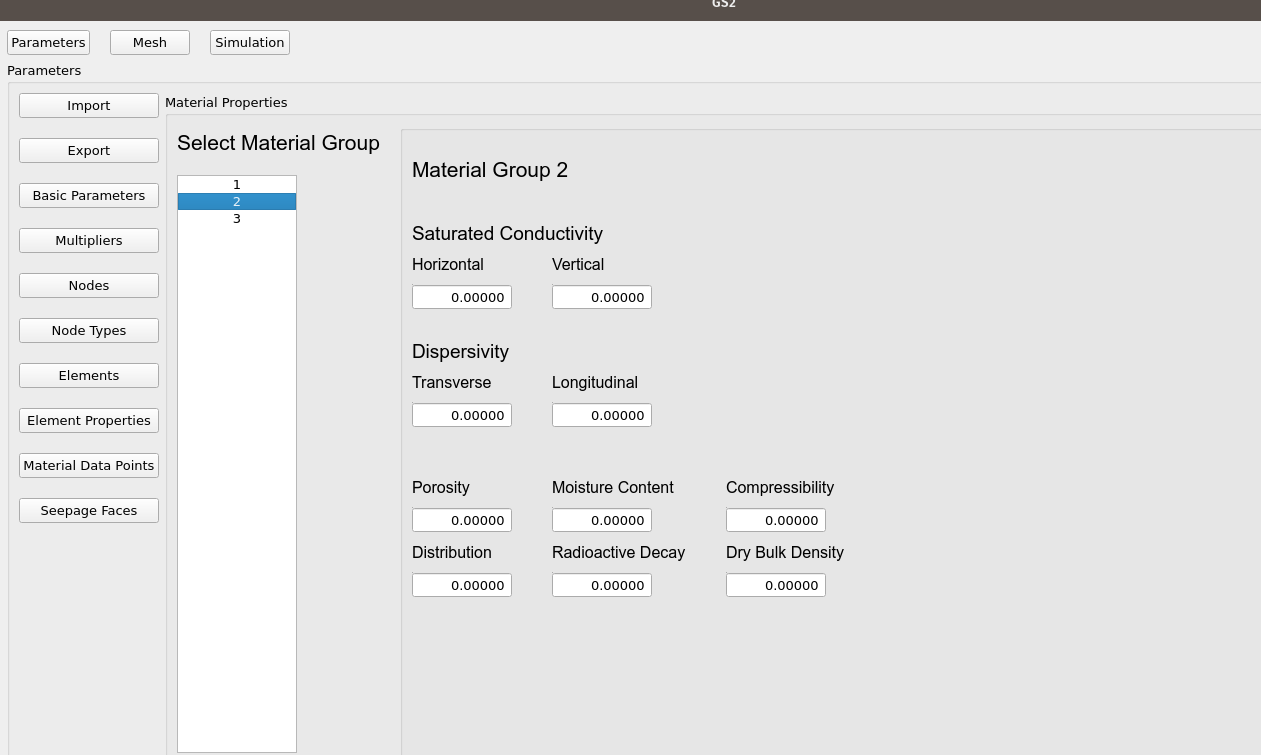 GS2
Parameters Mesh Simulation
Parameters
Import
Export
Basic Parameters
Multipliers
Nodes
Node Types
Elements
Element Properties
Material Data Points
Seepage Faces
Material Properties
Select Material Group
1
2
3
Material Group 2
Saturated Conductivity
Horizontal Vertical
0.00000 0.00000
Dispersivity
Transverse Longitudinal
0.00000 0.00000
Porosity Moisture Content Compressibility
0.00000 0.00000 0.00000
Distribution Radioactive Decay Dry Bulk Density
0.00000 0.00000 0.00000